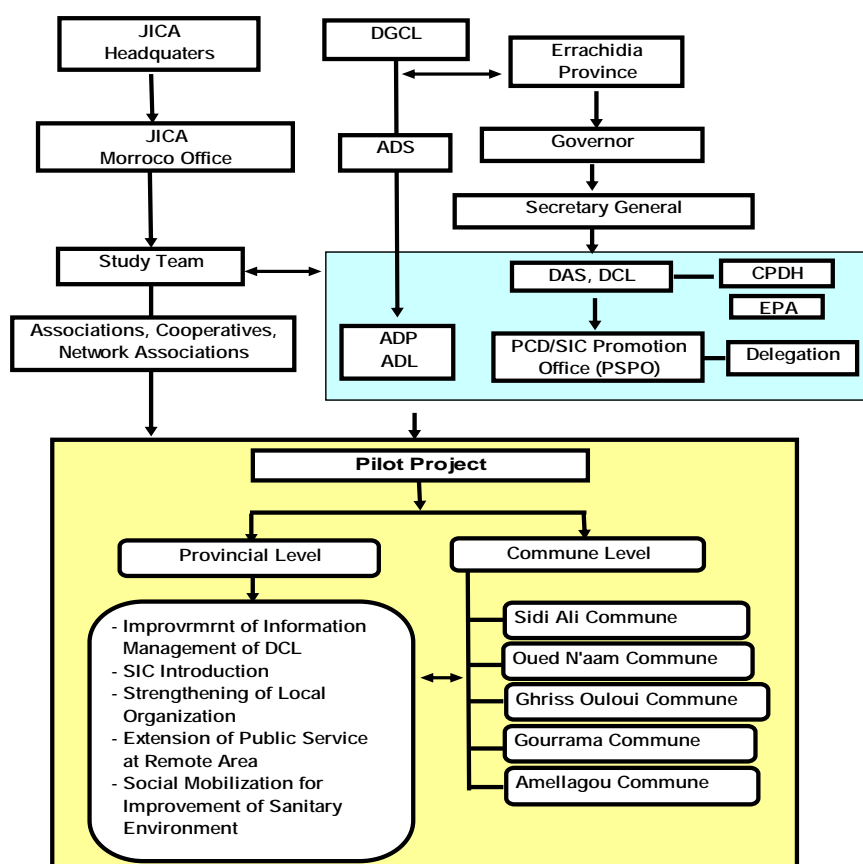 JICA
Headquaters
DGCL
Errachidia
Province
JICA
Morroco Office
ADS
Governor
Secretary General
Study Team
DAS, DCL
CPDH
EPA
Associations, Cooperatives,
Network Associations
ADP
ADL
PCD/SIC Promotion
Office (PSPO)
Delegation
Pilot Project
Provincial Level
Commune Level
- Improvrmrnt of Information
Management of DCL
- SIC Introduction
- Strengthening of Local
Organization
- Extension of Public Service
at Remote Area
- Social Mobilization for
Improvement of Sanitary
Environment
Sidi Ali Commune
Oued N'aam Commune
Ghriss Ouloui Commune
Gourrama Commune
Amellagou Commune